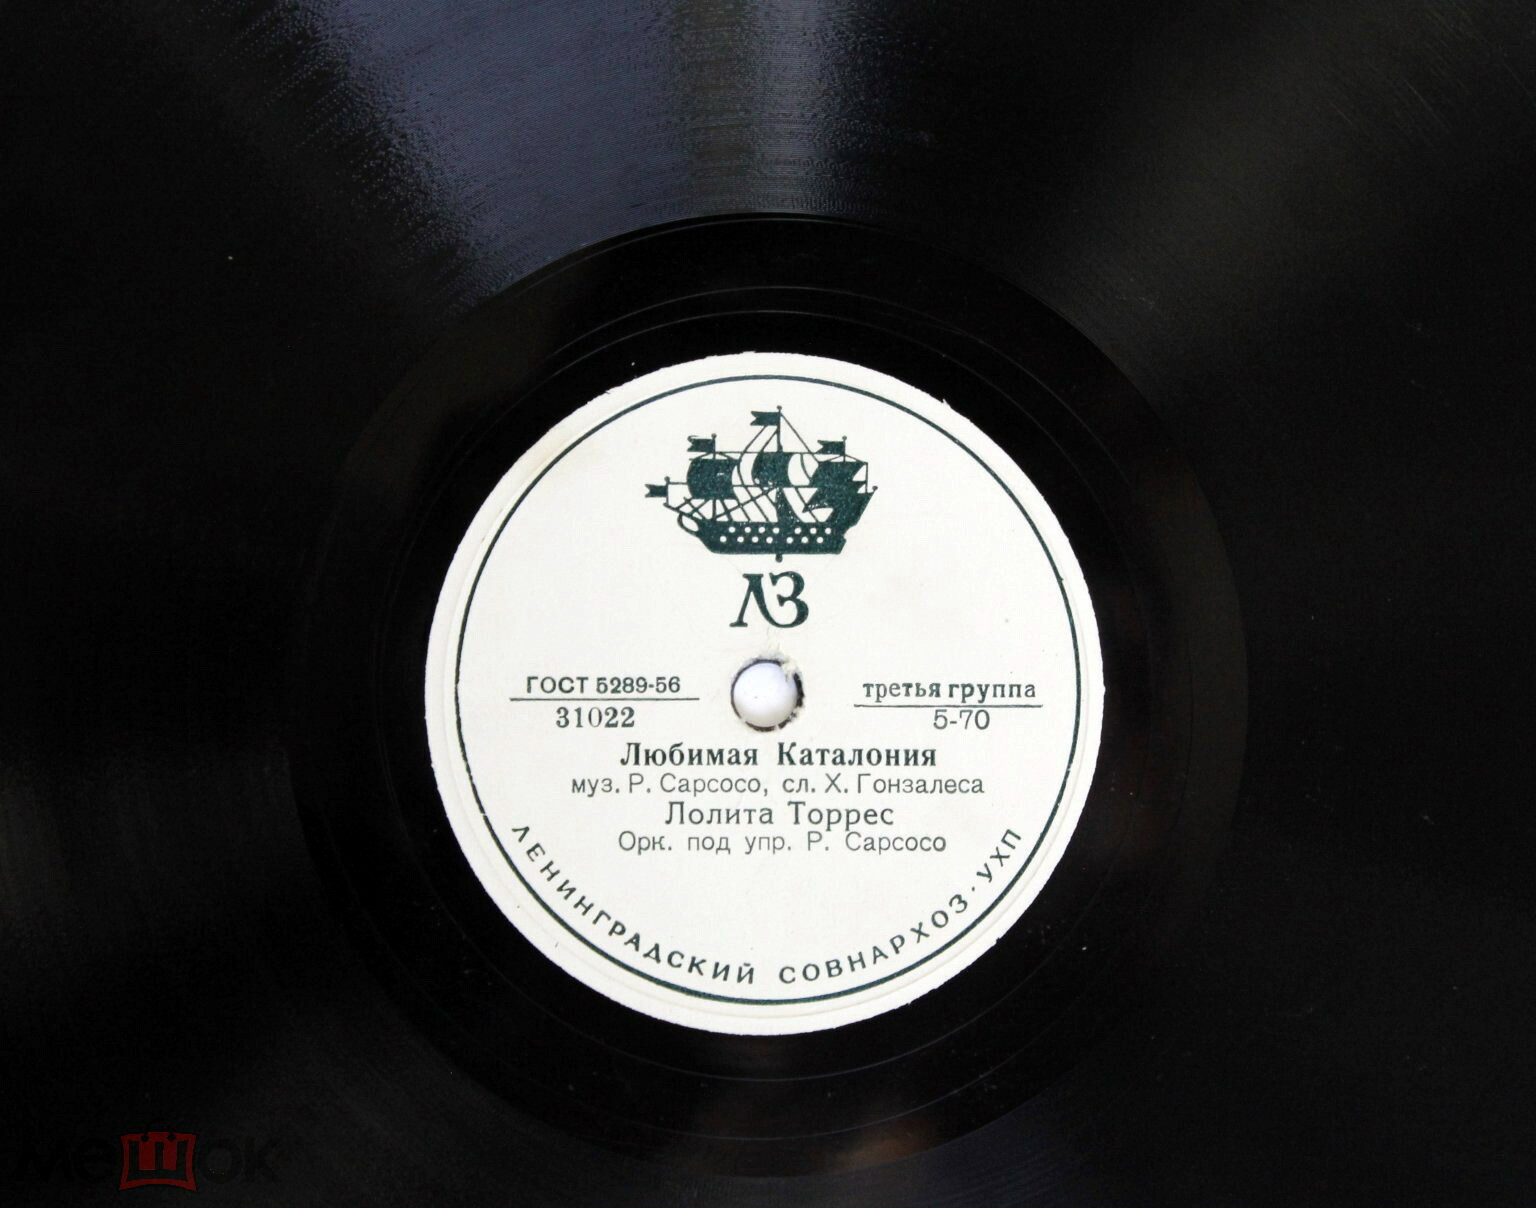 ЛЗ
ГОСТ 5289-56
31022
третья группа
5-70
Любимая Каталония
муз. Р. Сарсосо, сл. Х. Гонзалеса
Лолита Торрес
Орк. под упр. Р. Сарсосо
ЛЕНИНГРАДСКИЙ СОВНАРХОЗ · УХП
мешок